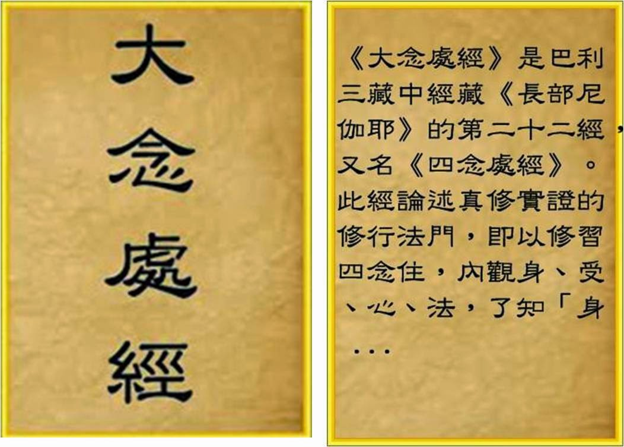 大念處經
《大念處經》是巴利
三藏中經藏《長部尼
伽耶》的第二十二經，
又名《四念處經》。
此經論述真修實證的
修行法門，即以修習
四念住，內觀身、受
、心、法，了知「身
...